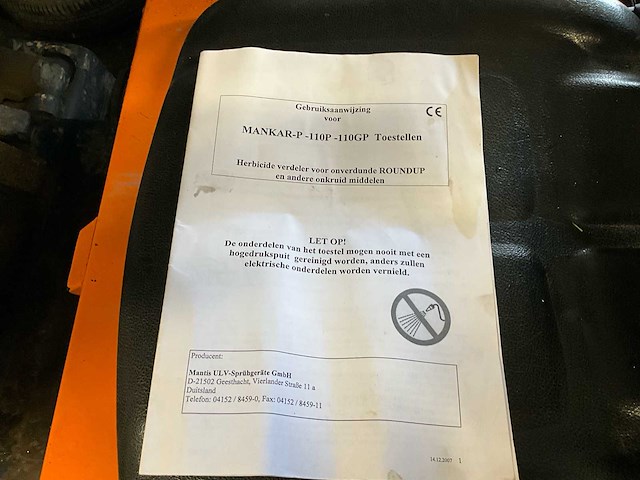 Gebruiksaanwijzing
voor
CE
MANKAR-P -110P -110GP Toestellen
Herbicide verdeler voor onverdunde ROUNDUP
en andere onkruid middelen
LET OP!
De onderdelen van het toestel mogen nooit met een
hogedrukspuit gereinigd worden, anders zullen
elektrische onderdelen worden vernield.
Producent:
Mantis ULV-Sprühgeräte GmbH
D-21502 Geesthacht, Vierlander Straße 11 a
Duitsland
Telefon: 04152 / 8459-0, Fax: 04152 / 8459-11
14.12.2007 1